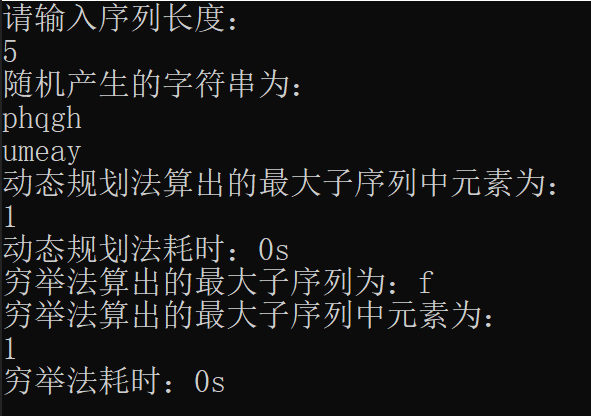 请输入序列长度:
5
随机产生的字符串为:
phqgh
umeay
动态规划法算出的最大子序列中元素为:
1
动态规划法耗时: 0s
穷举法算出的最大子序列为: f
穷举法算出的最大子序列中元素为:
1
穷举法耗时: 0s